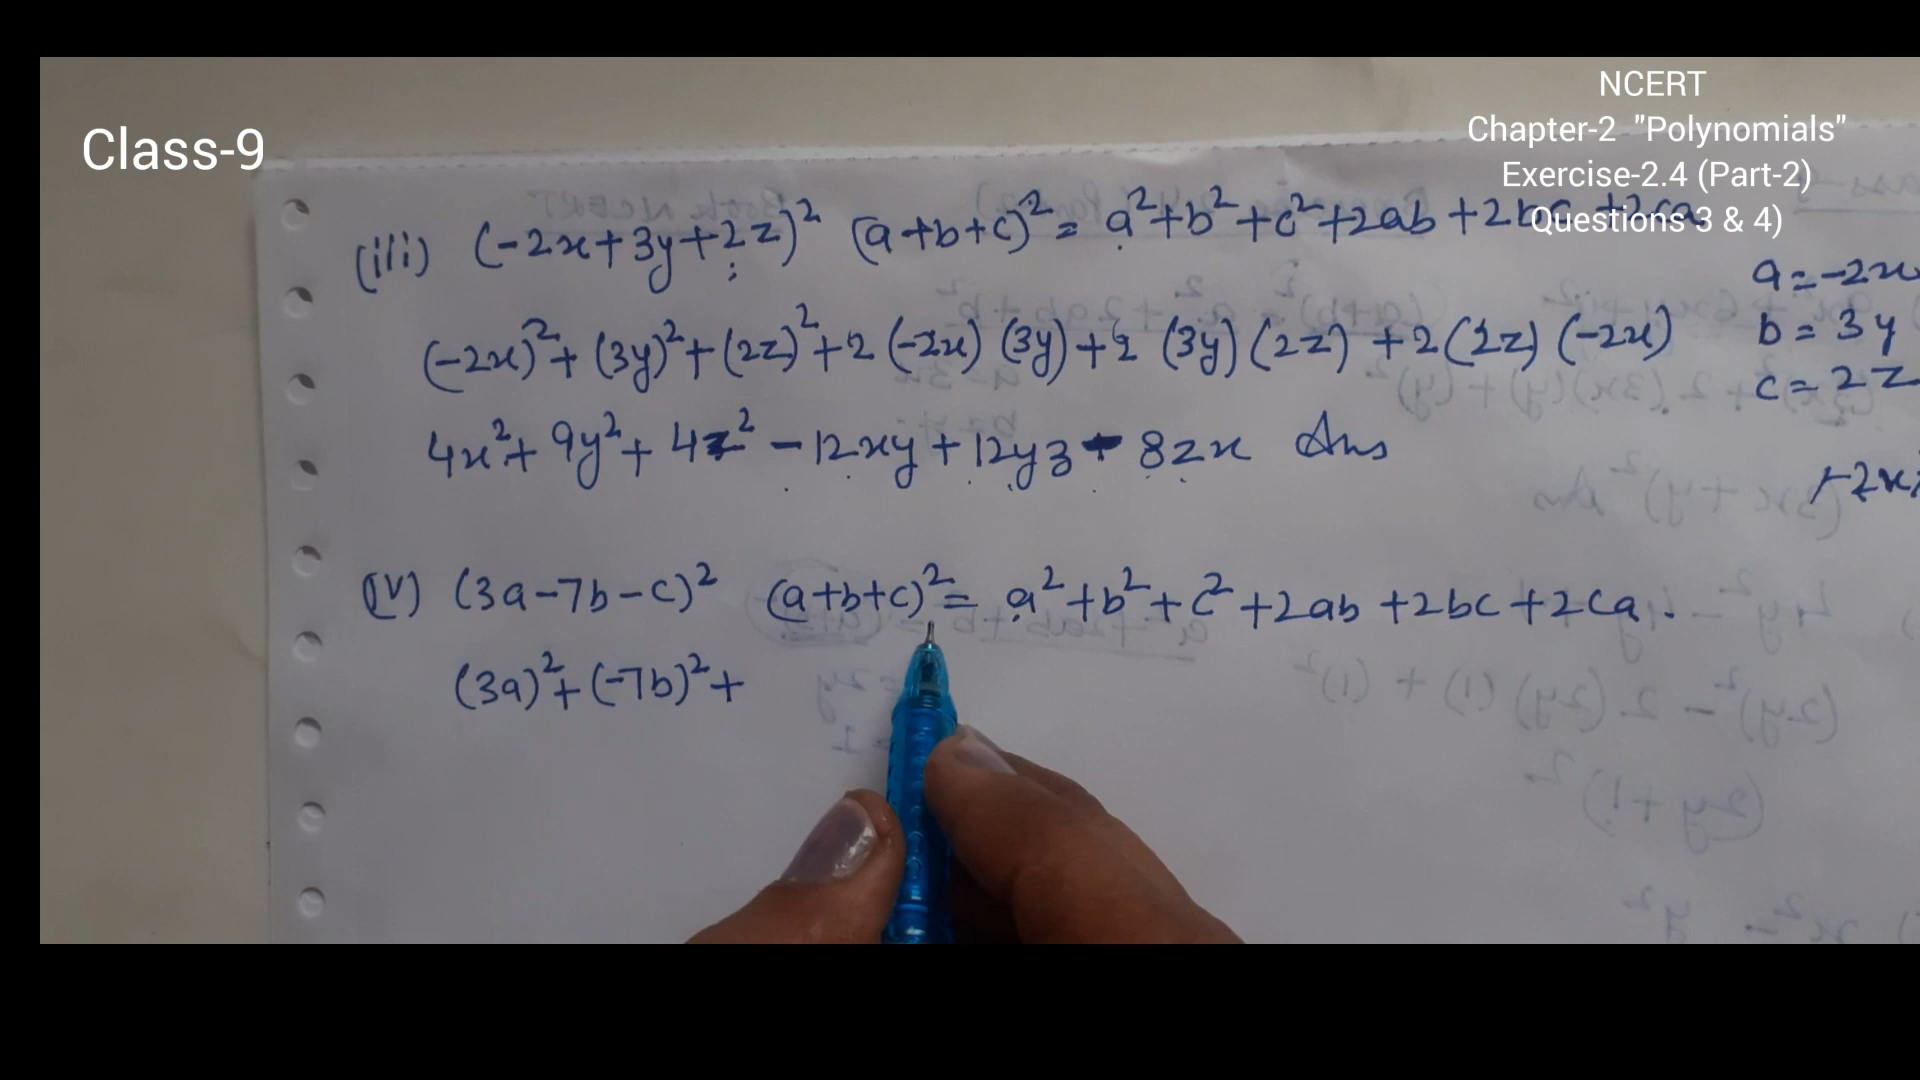 Class-9
NCERT
Chapter-2 "Polynomials"
Exercise-2.4 (Part-2)
Questions 3 & 4)
(iii) (-2x+3y+2z)² (a+b+c)² = a²+b²+c²+2ab+2bc+2ca
a=-2x
(-2x)²+(3y)²+(2z)²+2(-2x)(3y)+2(3y)(2z)+2(2z)(-2x)
b=3y
c=2z
4x²+9y²+4z²-12xy+12yz-8zx Ans
-2x
(iv) (3a-7b-c)² (a+b+c)² = a²+b²+c²+2ab+2bc+2ca.
(3a)²+(-7b)²+